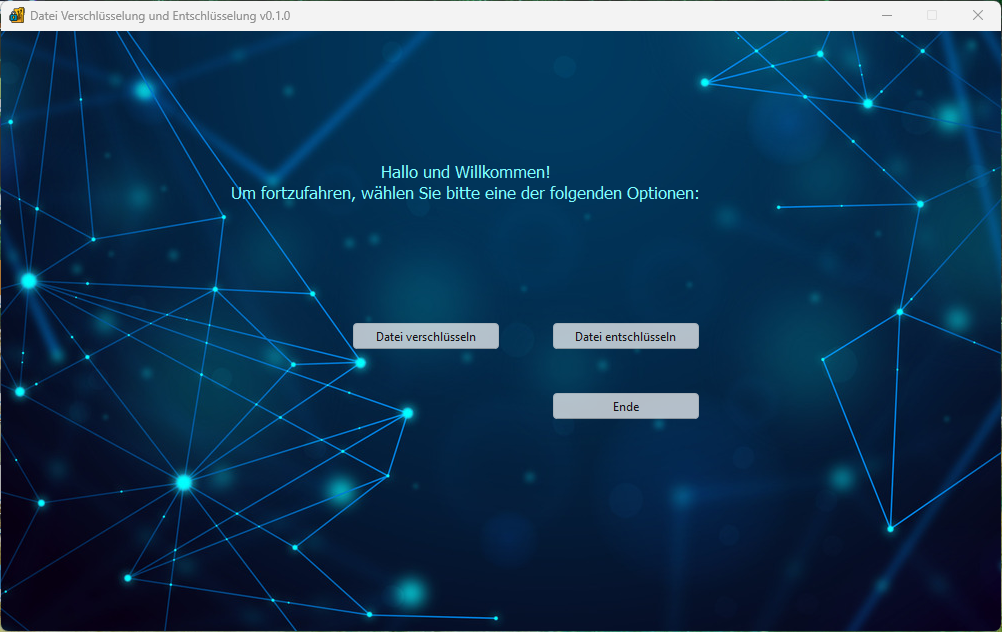 Datei Verschlüsselung und Entschlüsselung v0.1.0
Hallo und Willkommen!
Um fortzufahren, wählen Sie bitte eine der folgenden Optionen:
Datei verschlüsseln
Datei entschlüsseln
Ende